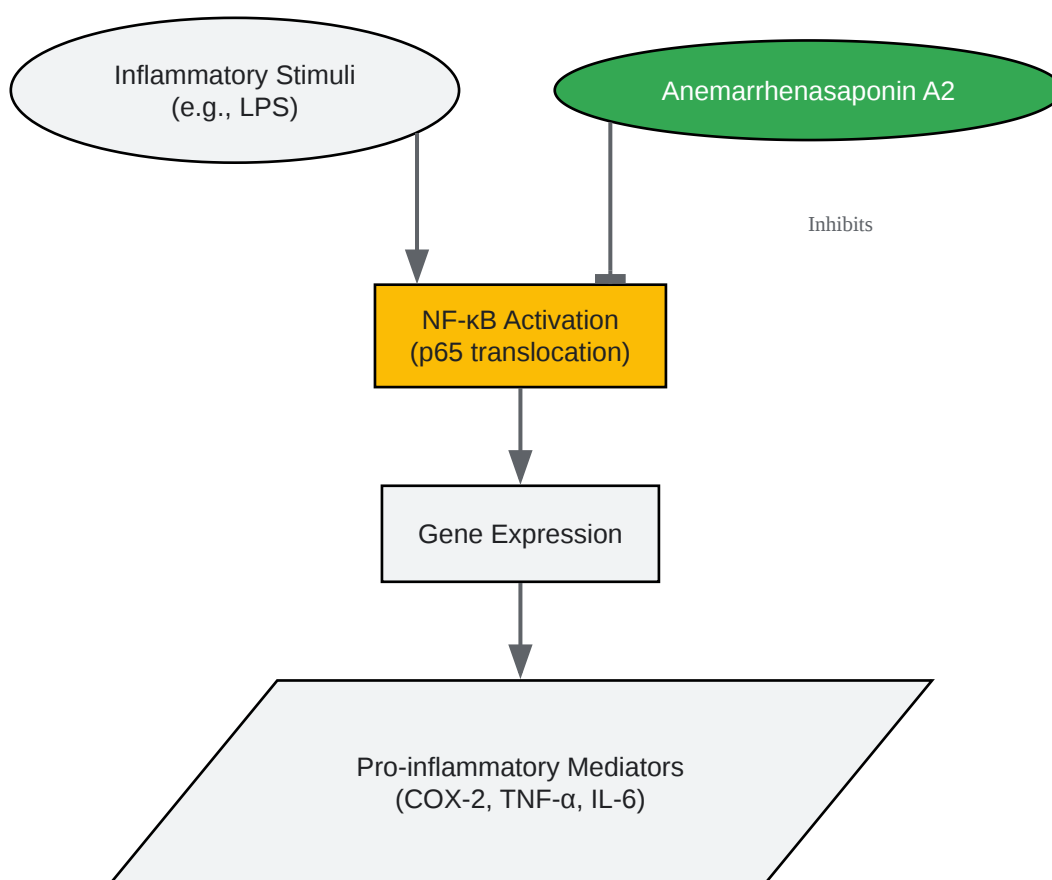 Inflammatory Stimuli
(e.g., LPS)
Anemarrhenasaponin A2
Inhibits
NF-κB Activation
(p65 translocation)
Gene Expression
Pro-inflammatory Mediators
(COX-2, TNF-α, IL-6)